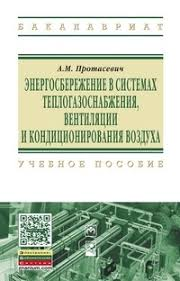 БАКАЛАВРИАТ
А.М. Протасевич
ЭНЕРГОСБЕРЕЖЕНИЕ В СИСТЕМАХ
ТЕПЛОГАЗОСНАБЖЕНИЯ,
ВЕНТИЛЯЦИИ
И КОНДИЦИОНИРОВАНИЯ ВОЗДУХА
УЧЕБНОЕ ПОСОБИЕ